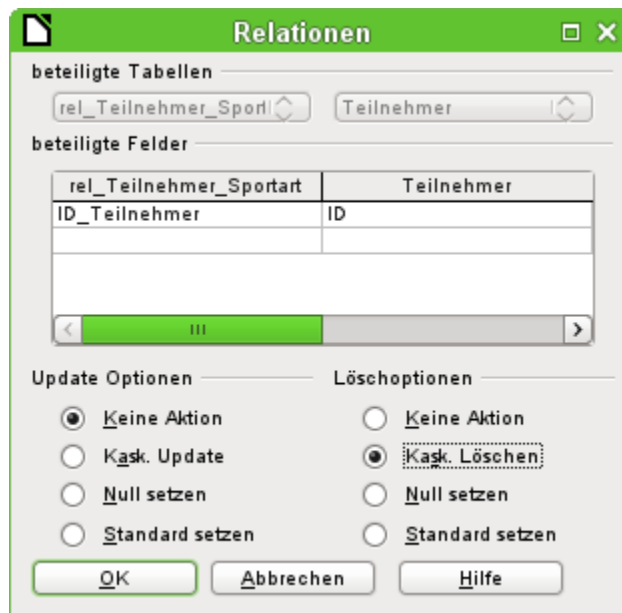 Relationen
beteiligte Tabellen
rel_Teilnehmer_Sport Teilnehmer
beteiligte Felder
rel_Teilnehmer_Sportart Teilnehmer
ID_Teilnehmer ID
Update Optionen Löschoptionen
Keine Aktion Keine Aktion
Kask. Update Kask. Löschen
Null setzen Null setzen
Standard setzen Standard setzen
OK Abbrechen Hilfe